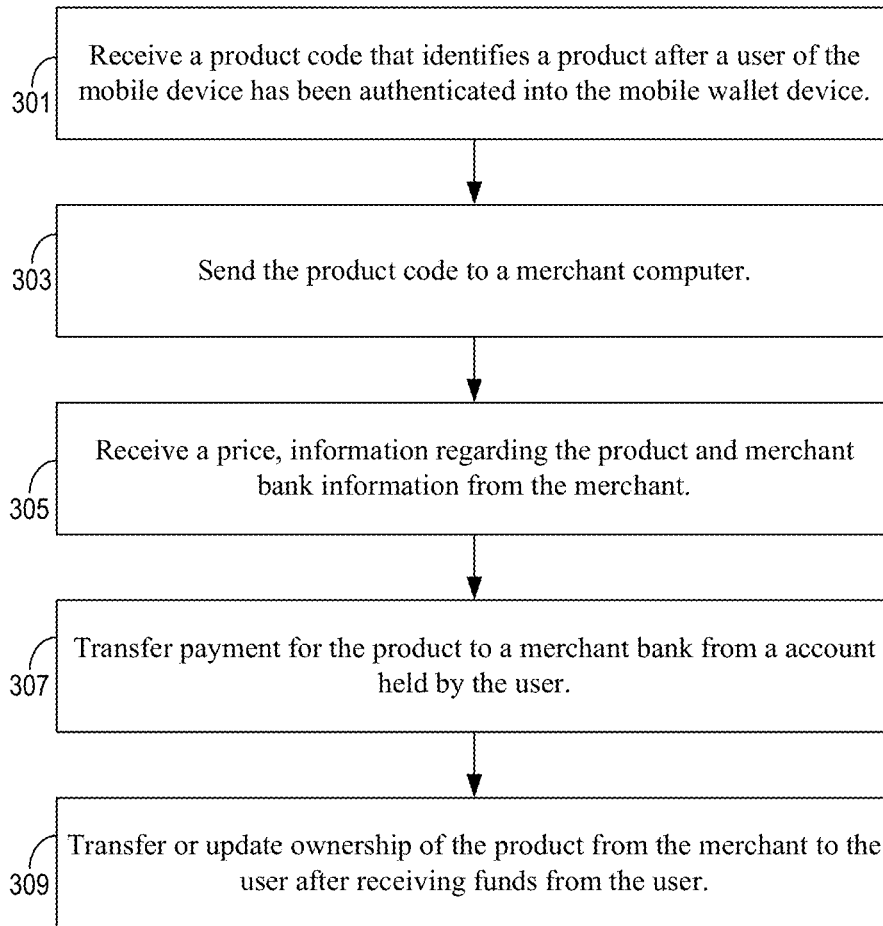 Receive a product code that identifies a product after a user of the
mobile device has been authenticated into the mobile wallet device.
301
Send the product code to a merchant computer.
303
Receive a price, information regarding the product and merchant
bank information from the merchant.
305
Transfer payment for the product to a merchant bank from a account
held by the user.
307
Transfer or update ownership of the product from the merchant to the
user after receiving funds from the user.
309